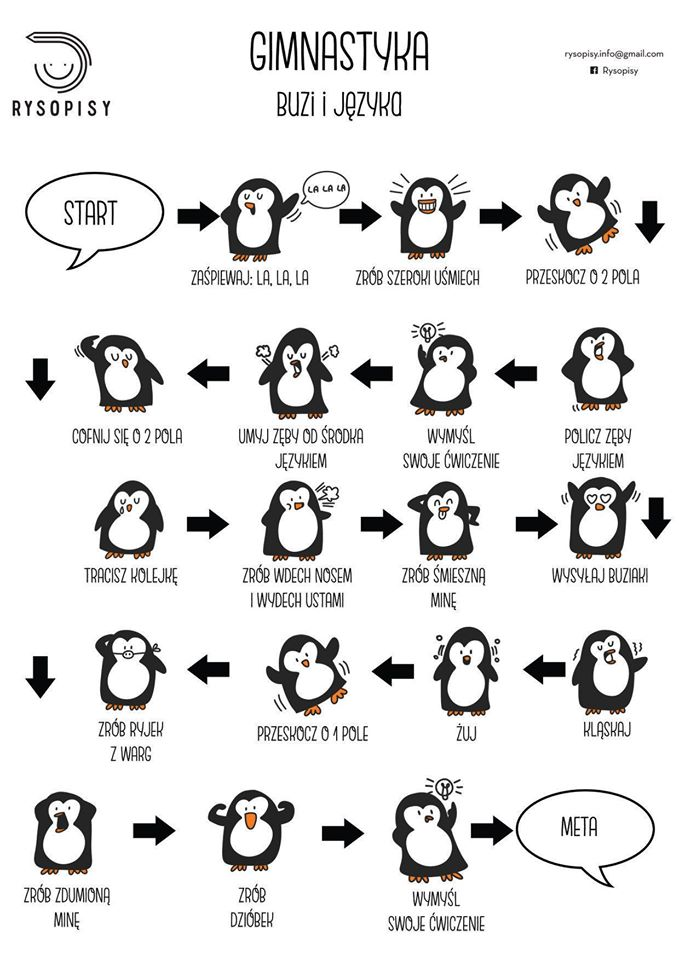 RYSOPISY
GIMNASTYKA
BUZI i JĘZYKA
rysopisy.info@gmail.com
Rysopisy
START
LA LA LA
ZAŚPIEWAJ: LA, LA, LA
ZRÓB SZEROKI UŚMIECH
PRZESKOCZ O 2 POLA
POLICZ ZĘBY
JĘZYKIEM
WYMYŚL
SWOJE ĆWICZENIE
UMYJ ZĘBY OD ŚRODKA
JĘZYKIEM
COFNIJ SIĘ O 2 POLA
TRACISZ KOLEJKĘ
ZRÓB WDECH NOSEM
I WYDECH USTAMI
ZRÓB ŚMIESZNĄ
MINĘ
WYSYŁAJ BUZIAKI
KLĄSKAJ
ŻUJ
PRZESKOCZ O 1 POLE
ZRÓB RYJEK
Z WARG
ZRÓB ZDUMIONĄ
MINĘ
ZRÓB
DZIÓBEK
WYMYŚL
SWOJE ĆWICZENIE
META